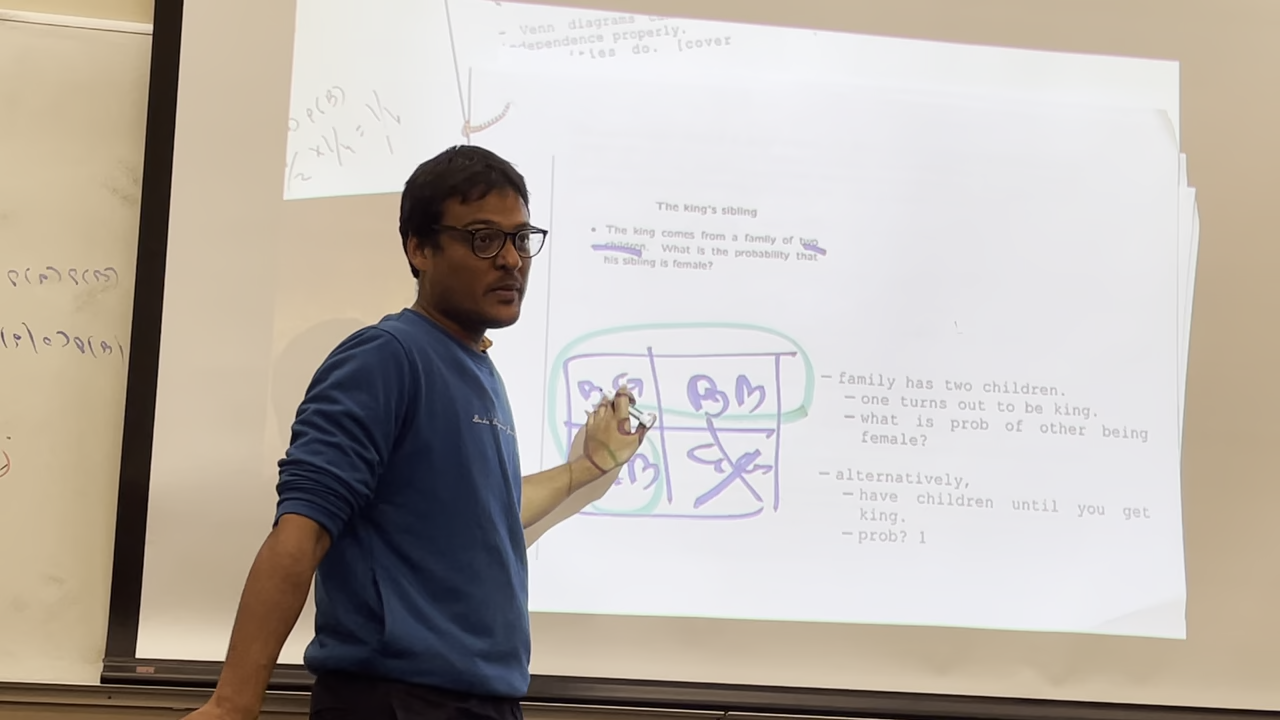 - Venn diagrams
independence properly.
do. [cover
P(B)
The king's sibling
• The king comes from a family of two
children. What is the probability that
his sibling is female?
B G
B B
B
G G
– family has two children.
– one turns out to be king.
– what is prob of other being
female?
– alternatively,
– have children until you get
king.
– prob? 1